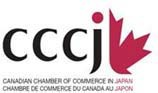 cccj
CANADIAN CHAMBER OF COMMERCE IN JAPAN
CHAMBRE DE COMMERCE DU CANADA AU JAPON